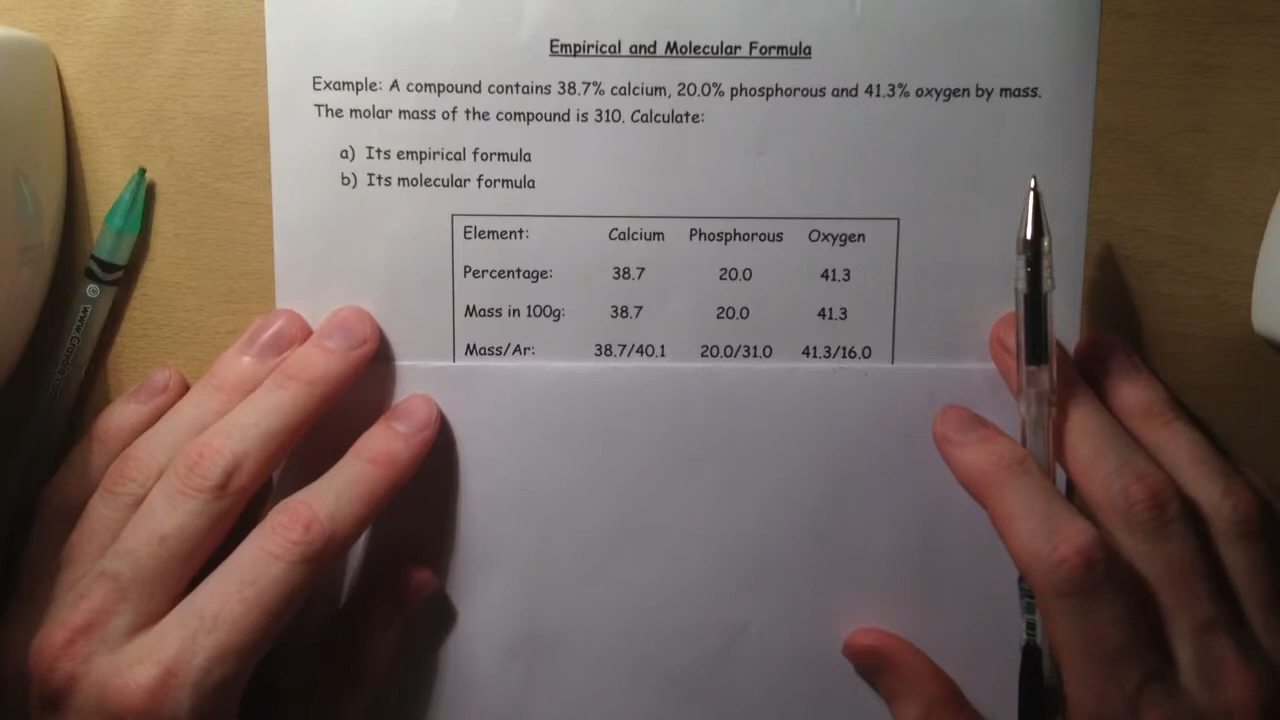 Empirical and Molecular Formula
Example: A compound contains 38.7% calcium, 20.0% phosphorous and 41.3% oxygen by mass.
The molar mass of the compound is 310. Calculate:
a) Its empirical formula
b) Its molecular formula
Element: Calcium Phosphorous Oxygen
Percentage: 38.7 20.0 41.3
Mass in 100g: 38.7 20.0 41.3
Mass/Ar: 38.7/40.1 20.0/31.0 41.3/16.0